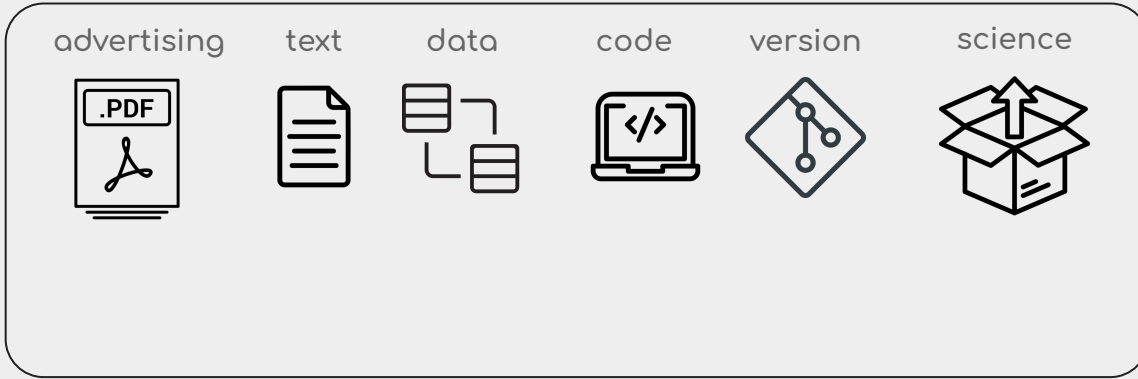 advertising text data code version science
.PDF
</>